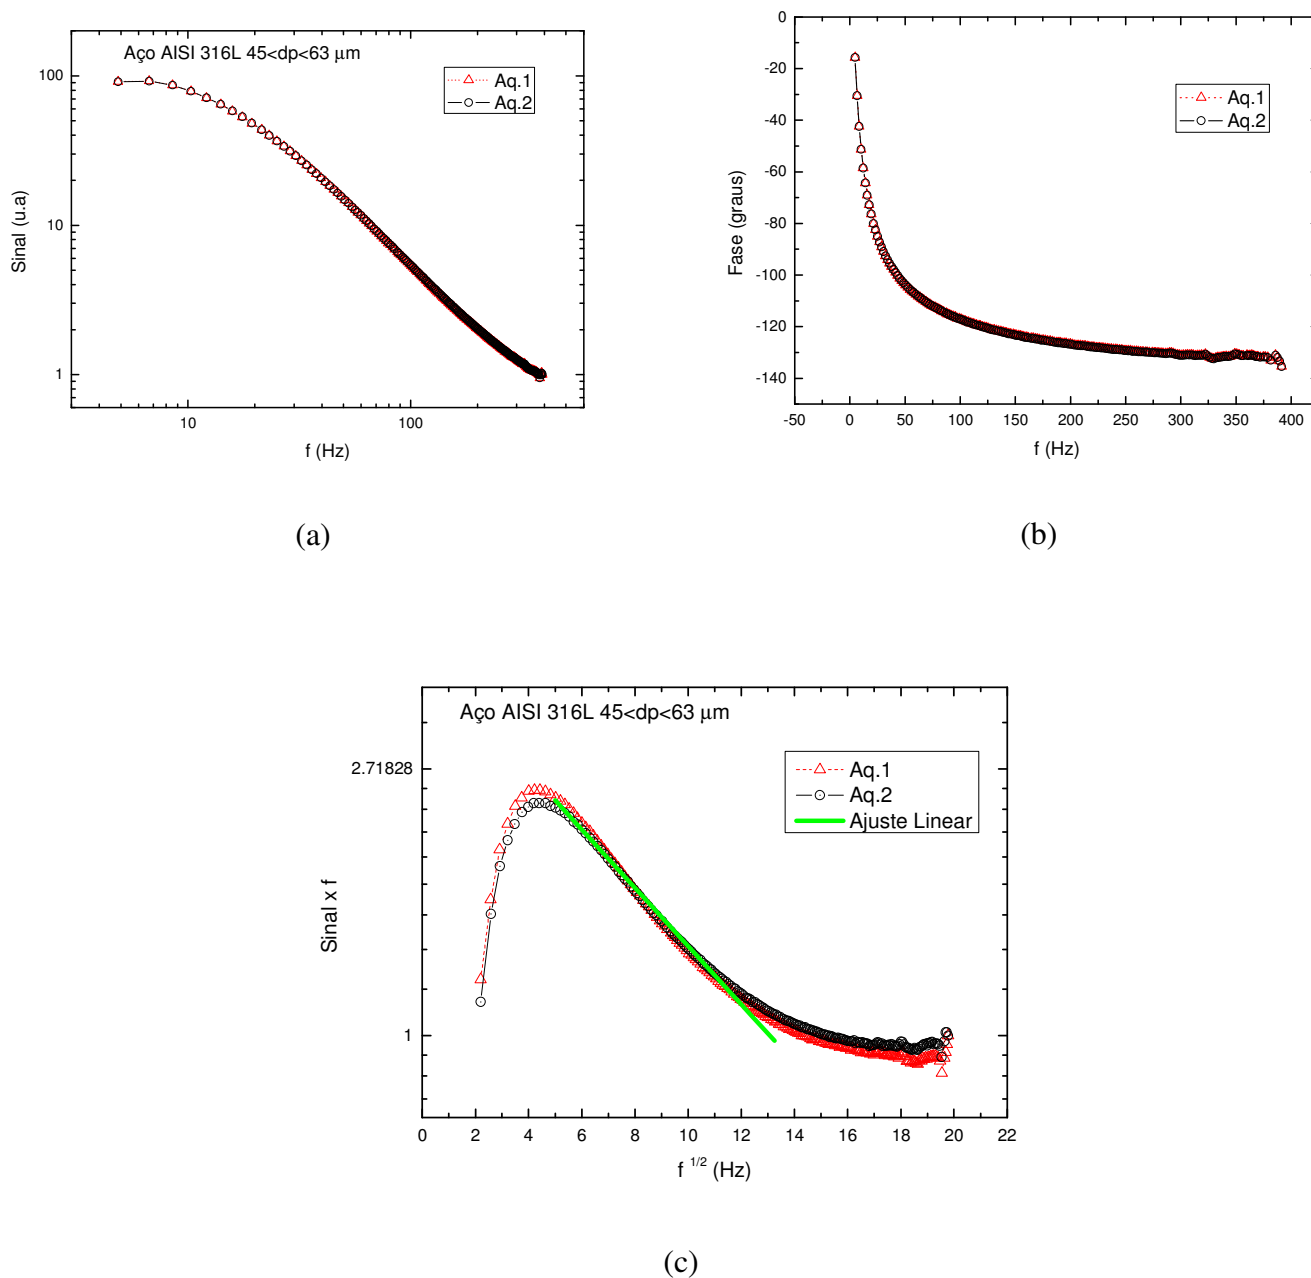 Aço AISI 316L 45<dp<63 μm
Aq.1
Aq.2
100
10
1
Sinal (u.a)
10 100
f (Hz)
(a)
0
-20
-40
-60
-80
-100
-120
-140
Fase (graus)
Aq.1
Aq.2
-50 0 50 100 150 200 250 300 350 400
f (Hz)
(b)
Aço AISI 316L 45<dp<63 μm
2.71828
1
Sinal x f
Aq.1
Aq.2
Ajuste Linear
0 2 4 6 8 10 12 14 16 18 20 22
f 1/2 (Hz)
(c)